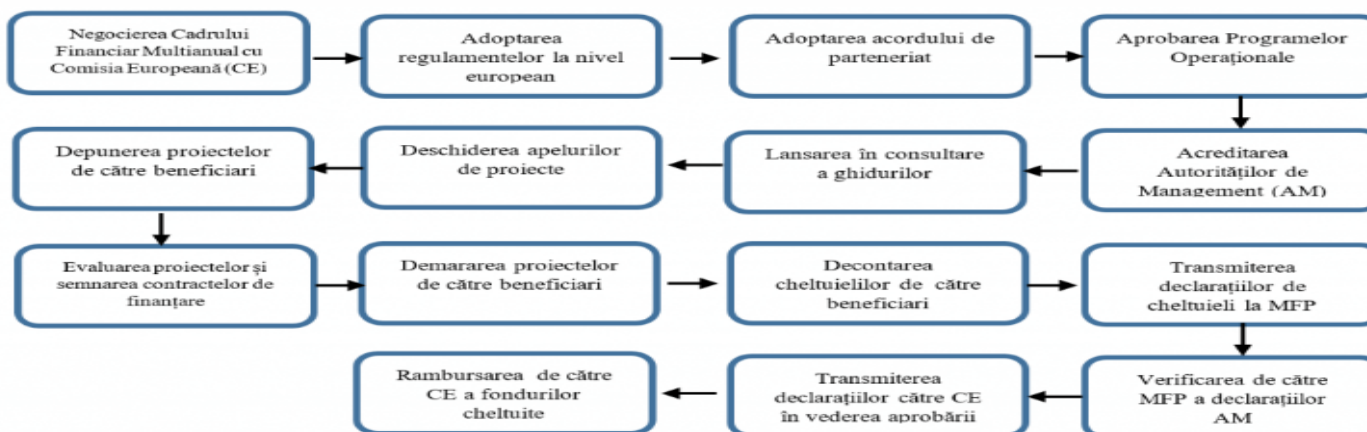 Negocierea Cadrului
Financiar Multianual cu
Comisia Europeană (CE)
Adoptarea
regulamentelor la nivel
european
Adoptarea acordului de
parteneriat
Aprobarea Programelor
Operaționale
Acreditarea
Autorităților de
Management (AM)
Lansarea în consultare
a ghidurilor
Deschiderea apelurilor
de proiecte
Depunerea proiectelor
de către beneficiari
Evaluarea proiectelor și
semnarea contractelor de
finanțare
Demararea proiectelor
de către beneficiari
Decontarea
cheltuielilor de către
beneficiari
Transmiterea
declarațiilor de
cheltuieli la MFP
Verificarea de către
MFP a declarațiilor
AM
Transmiterea
declarațiilor către CE
în vederea aprobării
Rambursarea de către
CE a fondurilor
cheltuite